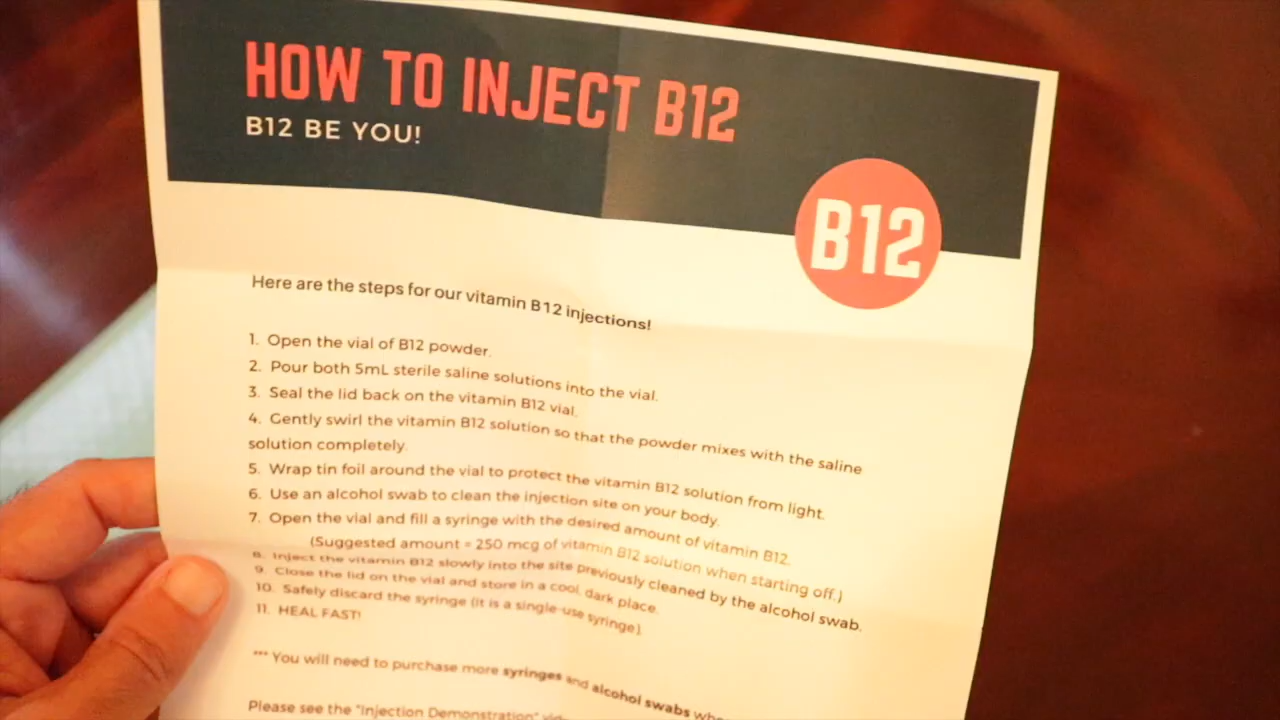 HOW TO INJECT B12
B12 BE YOU!
B12
Here are the steps for our vitamin B12 injections!
1. Open the vial of B12 powder.
2. Pour both 5mL sterile saline solutions into the vial.
3. Seal the lid back on the vitamin B12 vial.
4. Gently swirl the vitamin B12 solution so that the powder mixes with the saline
solution completely.
5. Wrap tin foil around the vial to protect the vitamin B12 solution from light.
6. Use an alcohol swab to clean the injection site on your body.
7. Open the vial and fill a syringe with the desired amount of vitamin B12.
(Suggested amount = 250 mcg of vitamin B12 solution when starting off.)
8. Inject the vitamin B12 slowly into the site previously cleaned by the alcohol swab.
9. Close the lid on the vial and store in a cool, dark place.
10. Safely discard the syringe (it is a single-use syringe).
11. HEAL FAST!
*** You will need to purchase more syringes and alcohol swabs
Please see the "Injection Demonstration"